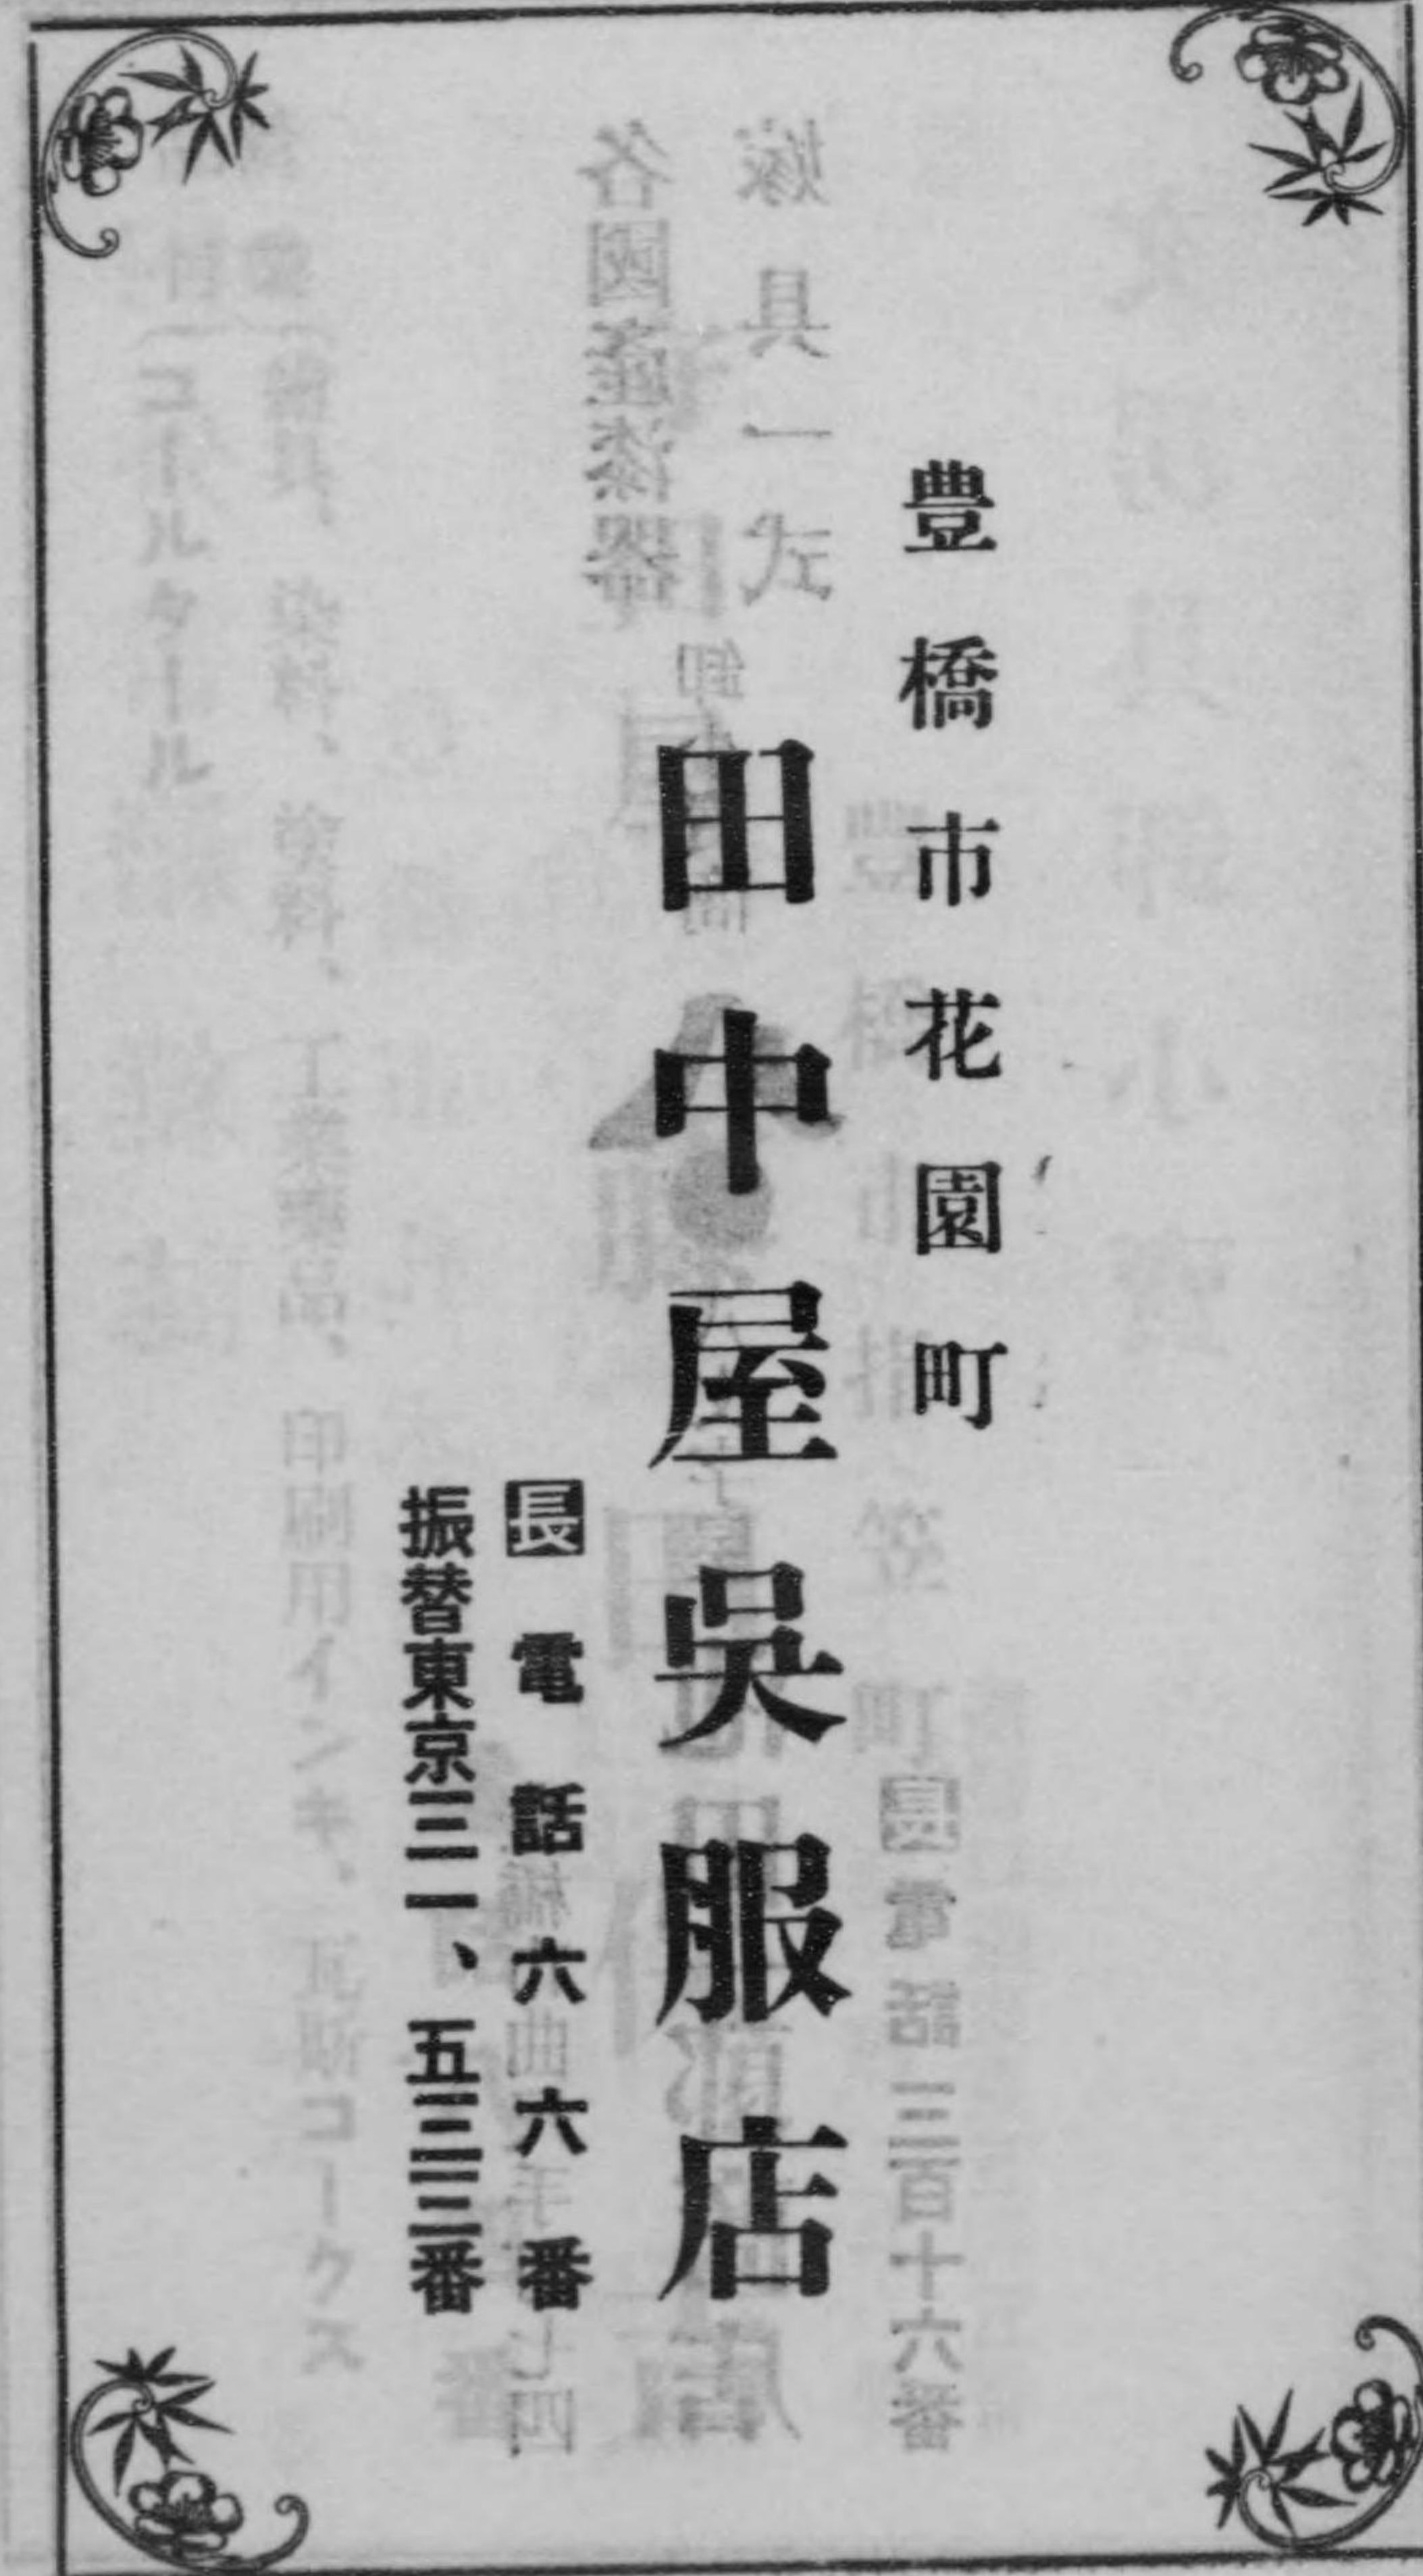 豊橋市花園町
田中屋呉服店
長電話六六番
振替東京三一、五三三番